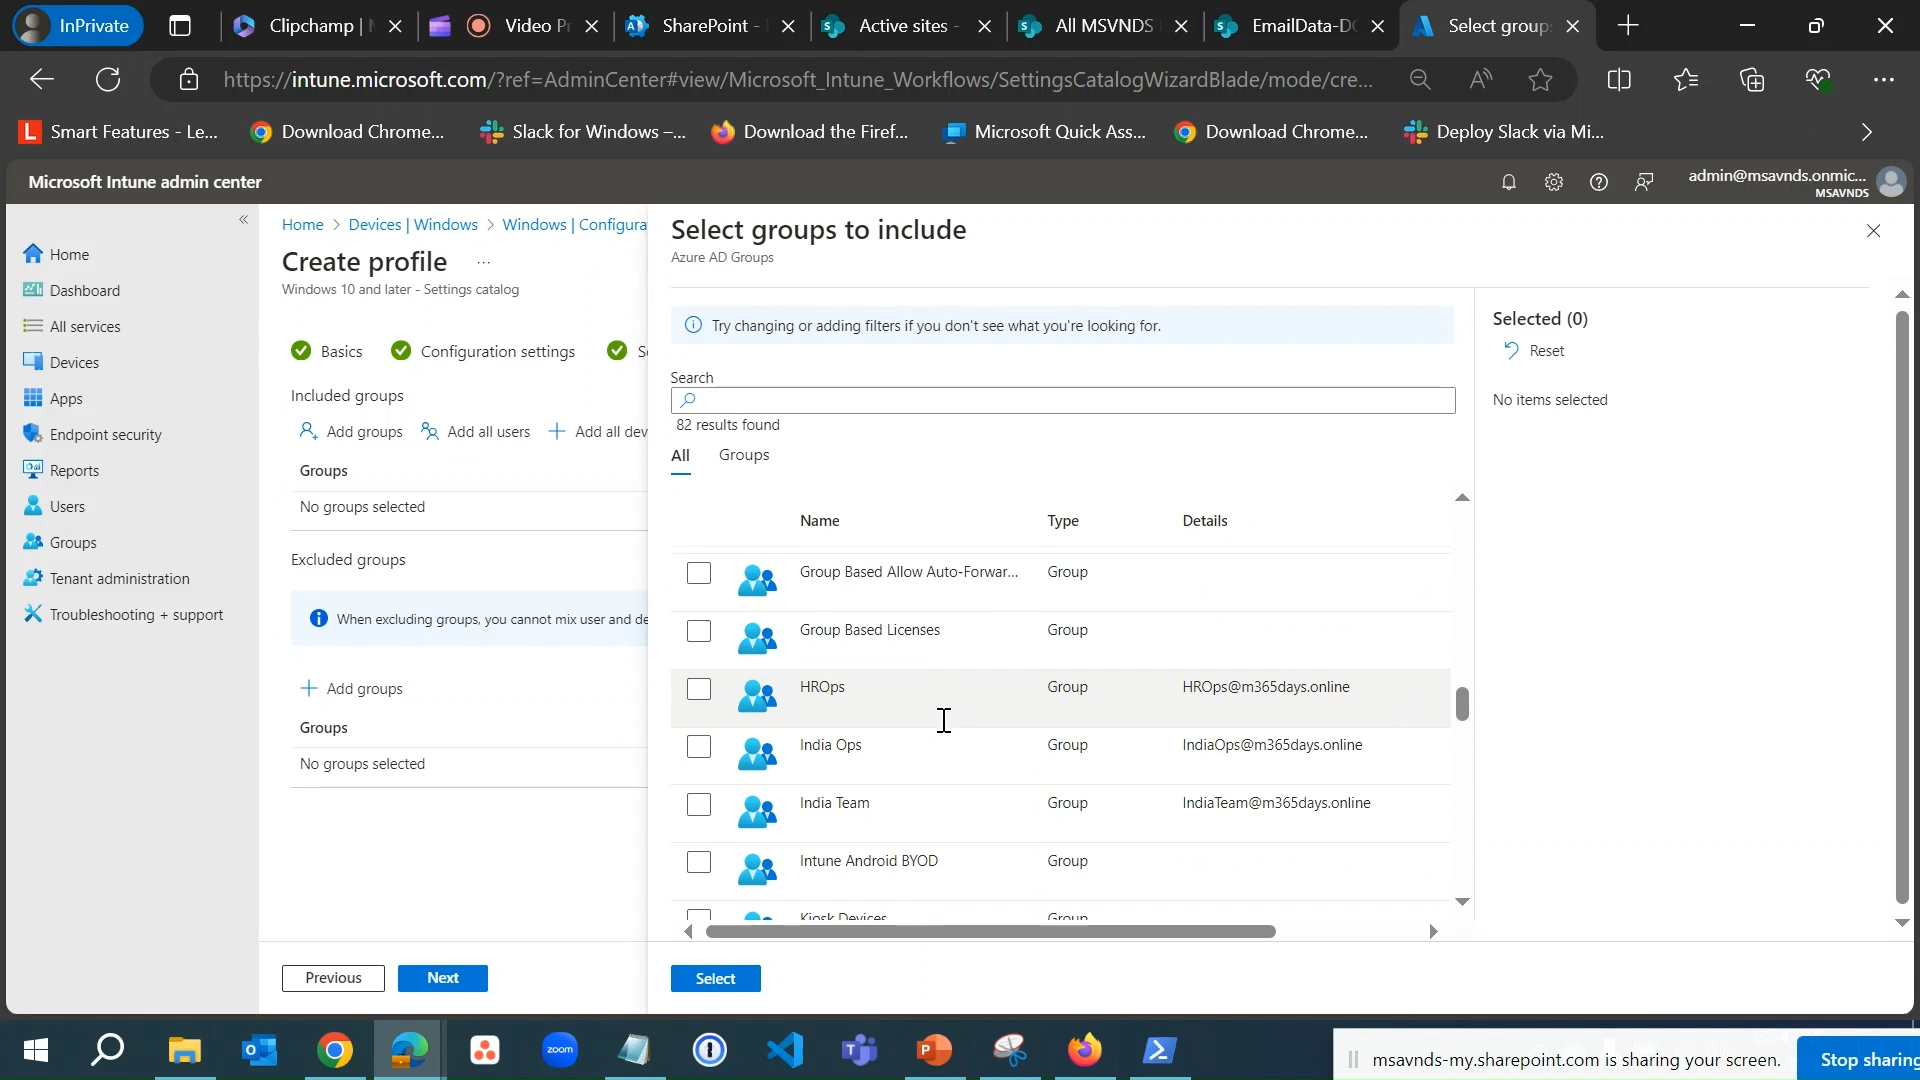 InPrivate
Clipchamp | M
Video P
SharePoint -
Active sites -
All MSVNDS
EmailData-DC
Select group
https://intune.microsoft.com/?ref=AdminCenter#view/Microsoft_Intune_Workflows/SettingsCatalogWizardBlade/mode/cre...
Smart Features - Le...
Download Chrome...
Slack for Windows –...
Download the Firef...
Microsoft Quick Ass...
Download Chrome...
Deploy Slack via Mi...
Microsoft Intune admin center
admin@msavnds.onmic...
MSAVNDS
Home
Dashboard
All services
Devices
Apps
Endpoint security
Reports
Users
Groups
Tenant administration
Troubleshooting + support
Home > Devices | Windows > Windows | Configura
Create profile ...
Windows 10 and later - Settings catalog
Basics
Configuration settings
Included groups
Add groups
Add all users
Add all dev
Groups
No groups selected
Excluded groups
When excluding groups, you cannot mix user and de
Add groups
Groups
No groups selected
Previous
Next
Select groups to include
Azure AD Groups
Try changing or adding filters if you don't see what you're looking for.
Search
82 results found
All
Groups
Name Type Details
Group Based Allow Auto-Forwar... Group
Group Based Licenses Group
HROps Group HROps@m365days.online
India Ops Group IndiaOps@m365days.online
India Team Group IndiaTeam@m365days.online
Intune Android BYOD Group
Kiosk Devices Group
Select
Selected (0)
Reset
No items selected
zoom
msavnds-my.sharepoint.com is sharing your screen.
Stop sharing